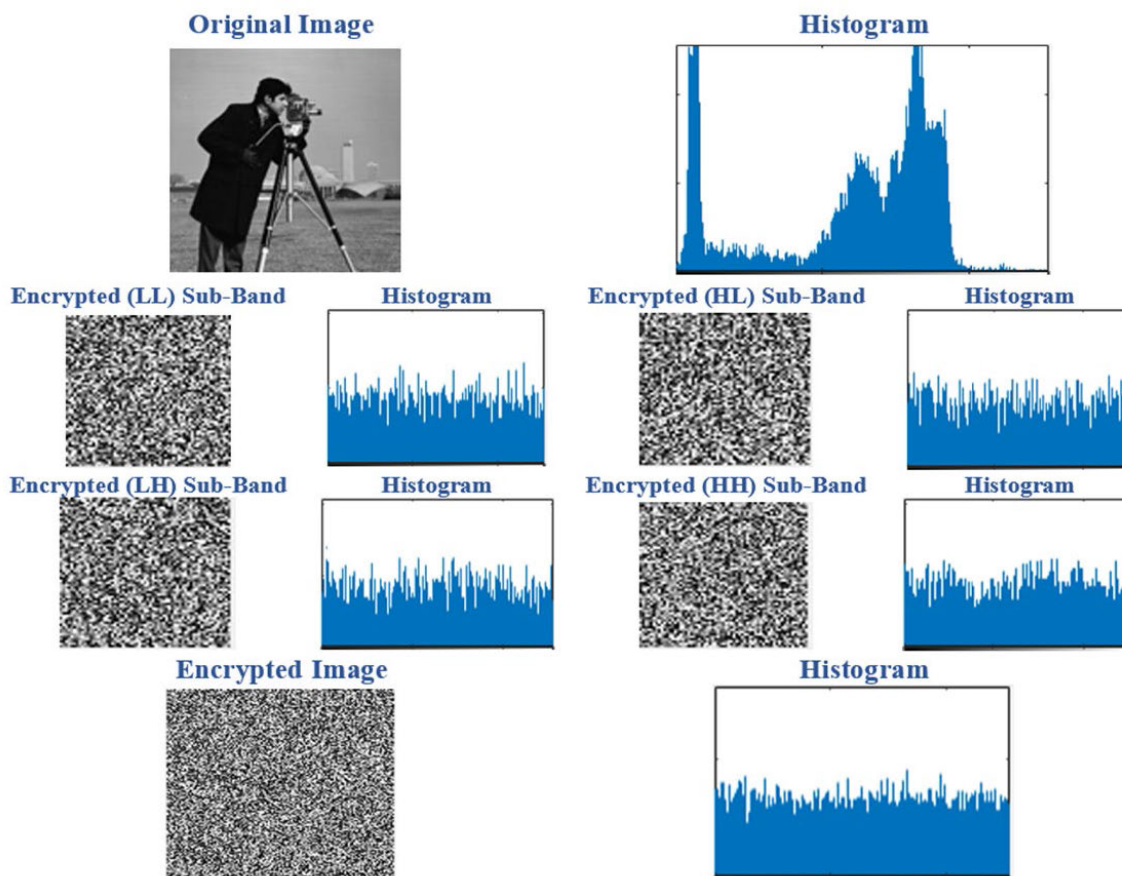 Original Image
Histogram
Encrypted (LL) Sub-Band
Histogram
Encrypted (HL) Sub-Band
Histogram
Encrypted (LH) Sub-Band
Histogram
Encrypted (HH) Sub-Band
Histogram
Encrypted Image
Histogram